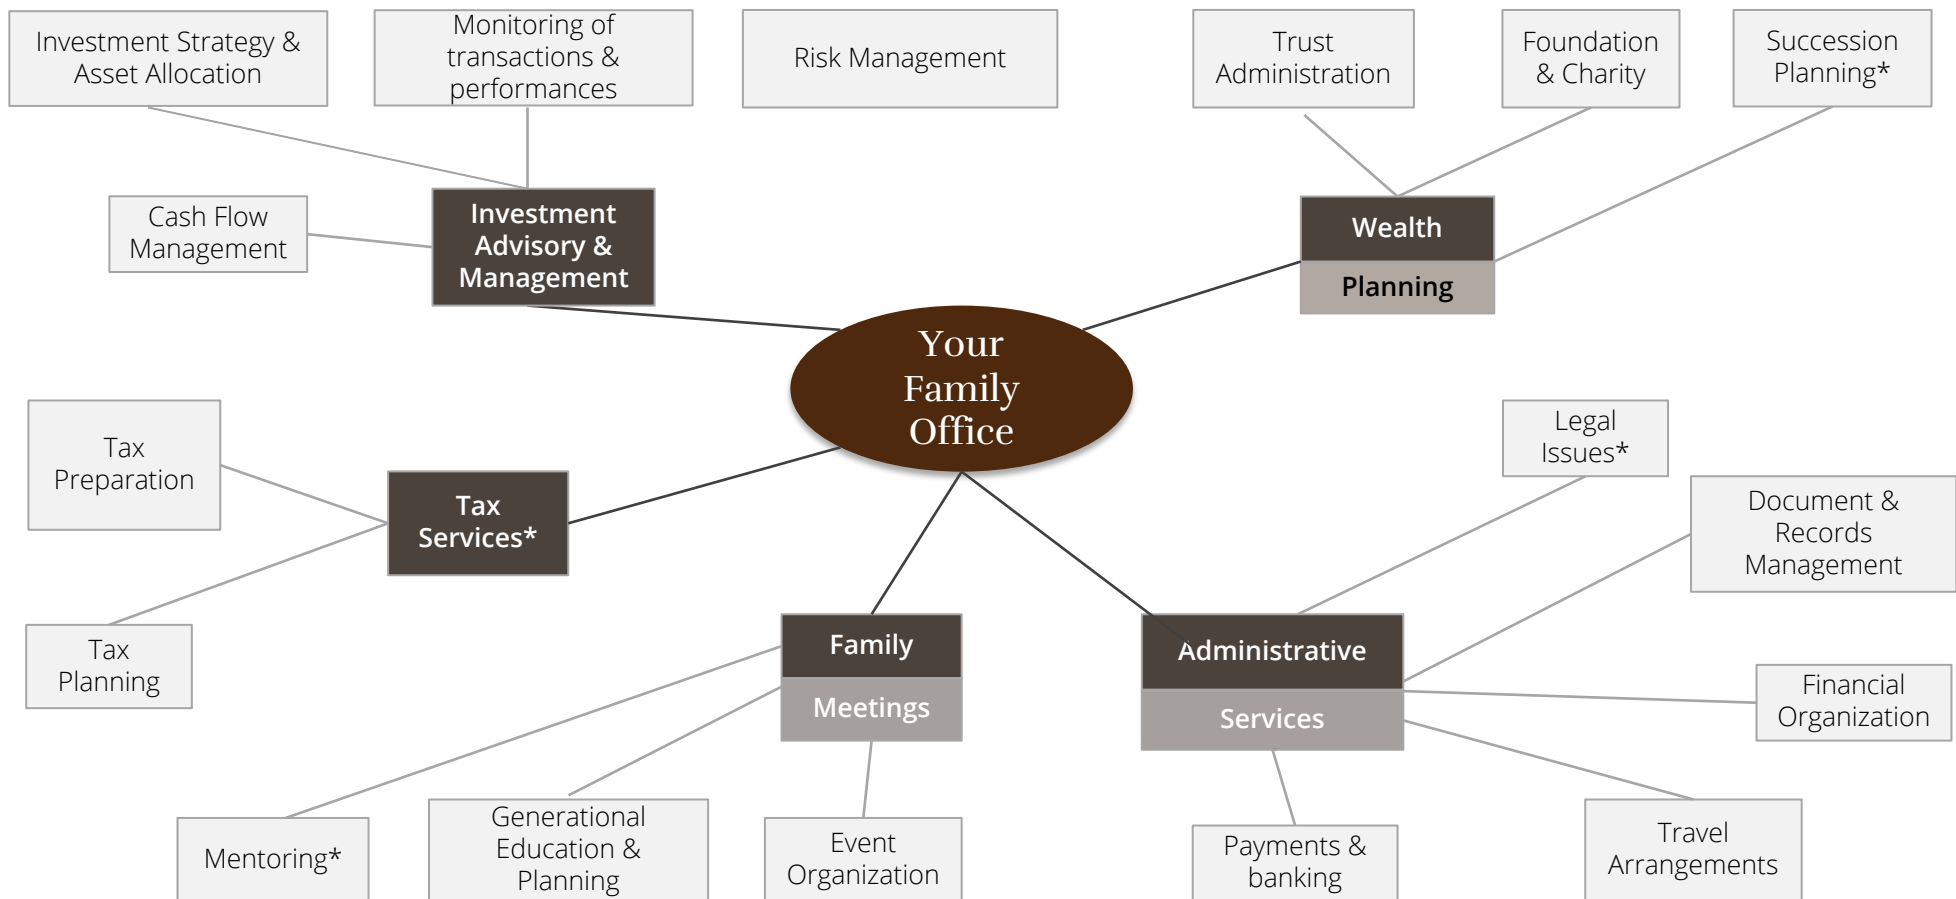 Investment Strategy &
Asset Allocation
Monitoring of
transactions &
performances
Risk Management
Trust
Administration
Foundation
& Charity
Succession
Planning*
Cash Flow
Management
Investment
Advisory &
Management
Wealth
Planning
Your
Family
Office
Tax
Preparation
Tax
Services*
Legal
Issues*
Document &
Records
Management
Tax
Planning
Family
Meetings
Administrative
Services
Financial
Organization
Mentoring*
Generational
Education &
Planning
Event
Organization
Payments &
banking
Travel
Arrangements